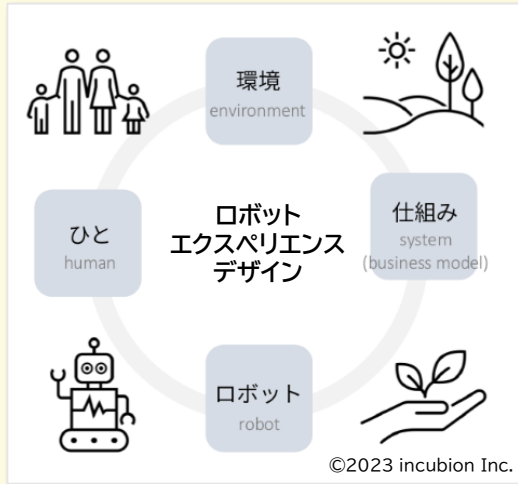 環境
environment
ひと
human
ロボット
エクスペリエンス
デザイン
仕組み
system
(business model)
ロボット
robot
©2023 incubion Inc.